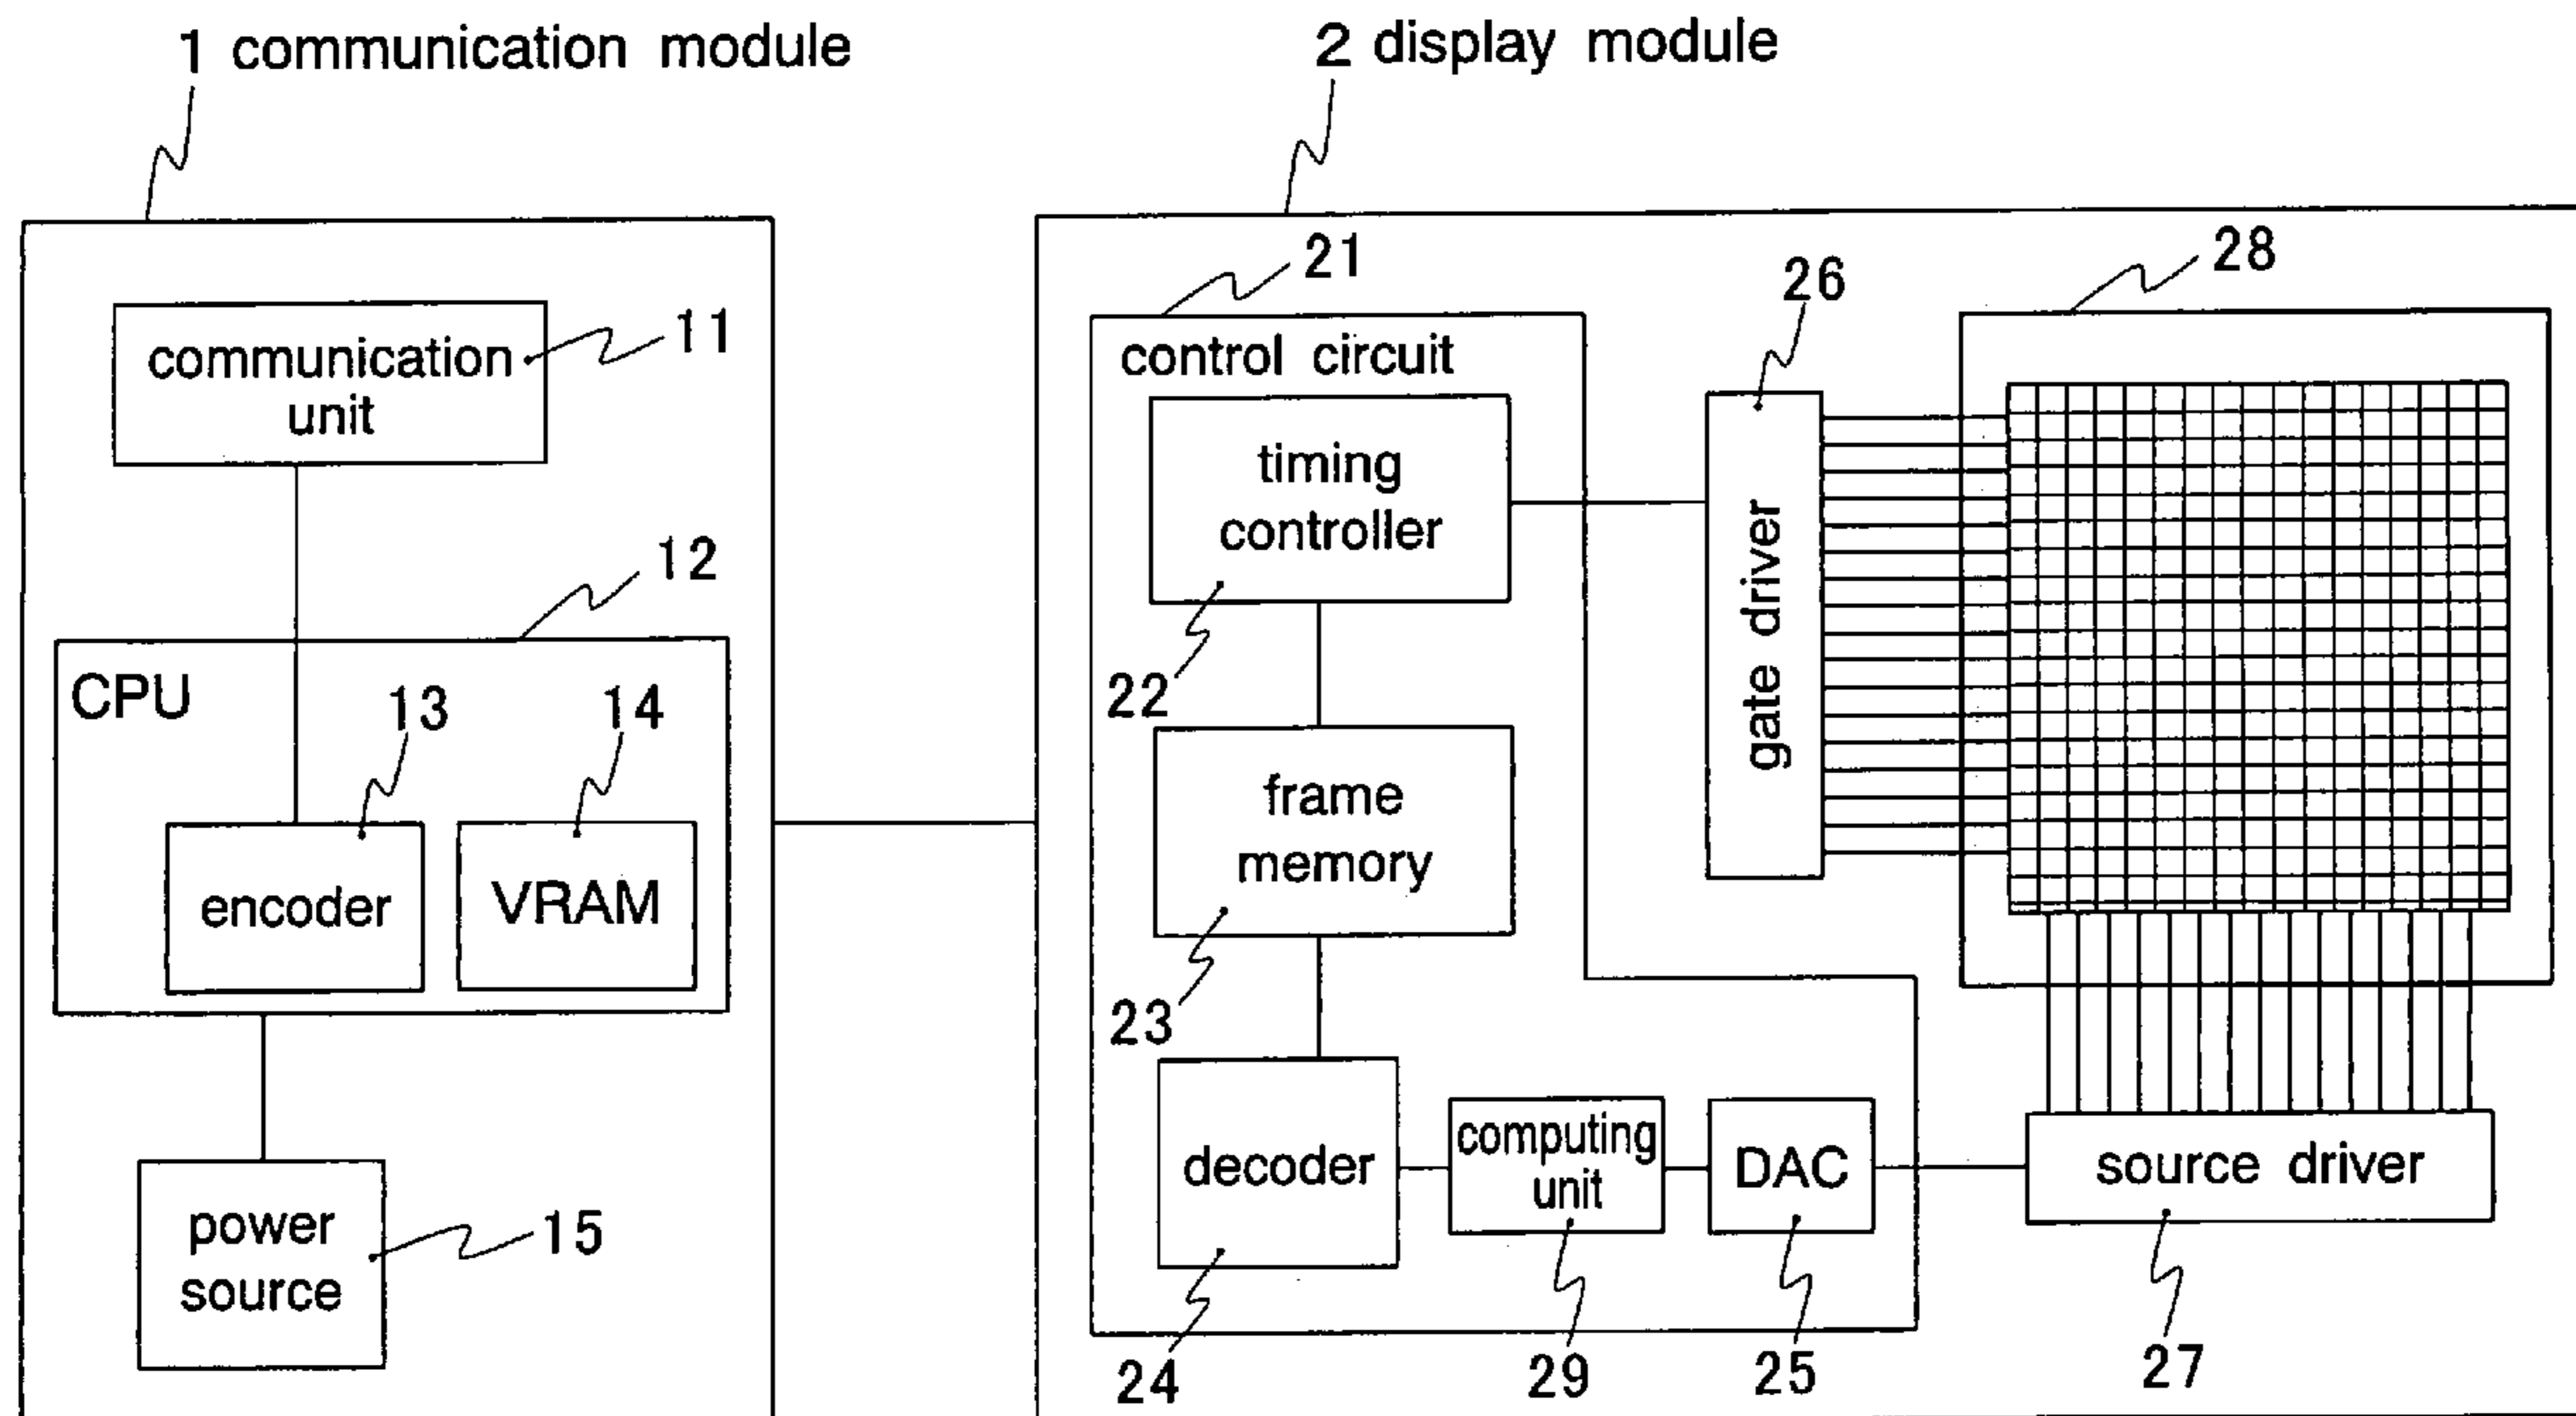 1 communication module
2 display module
communication
unit
11
12
CPU
13
14
encoder
VRAM
power
source
15
21
control circuit
timing
controller
22
frame
memory
23
decoder
24
computing
unit
29
DAC
25
26
gate driver
28
source driver
27